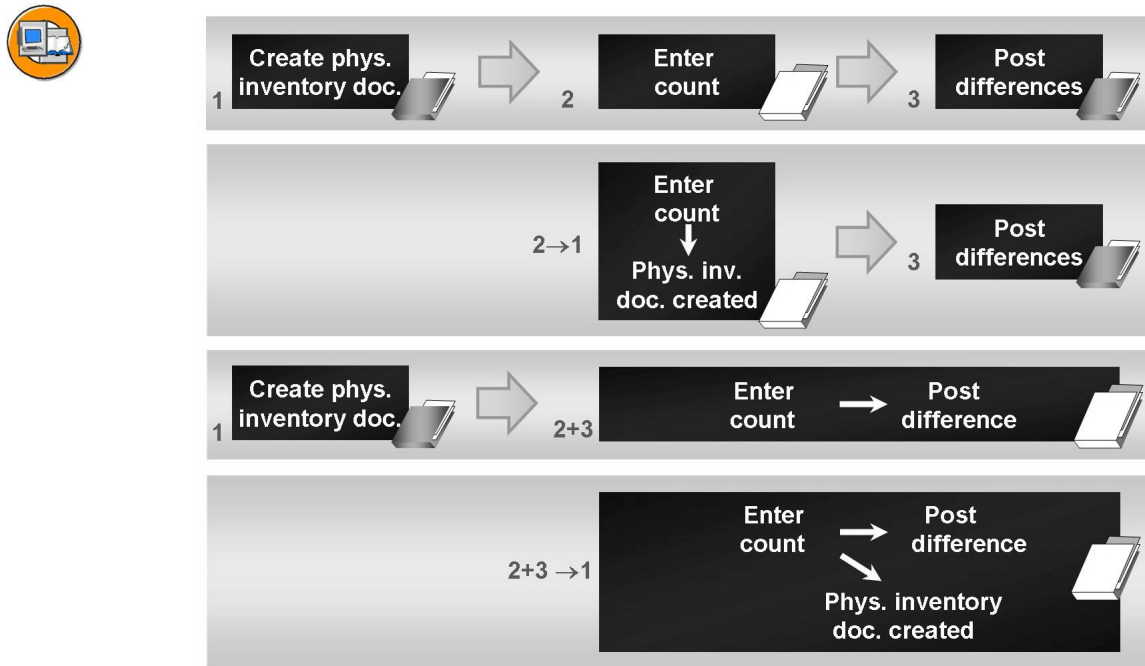 Create phys.
inventory doc.
1
Enter
count
2
Post
differences
3
2→1
Enter
count
Phys. inv.
doc. created
Post
differences
3
Create phys.
inventory doc.
1
2+3
Enter
count
Post
difference
2+3 →1
Enter
count
Post
difference
Phys. inventory
doc. created